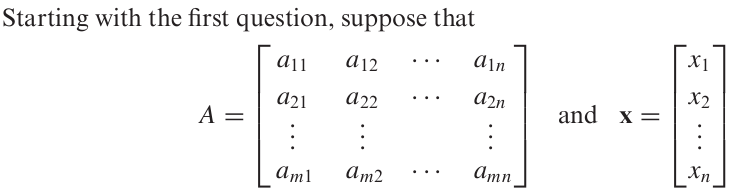 Starting with the first question, suppose that
A = [ a11 a12 ⋯ a1n
a21 a22 ⋯ a2n
⋮ ⋮ ⋮
am1 am2 ⋯ amn ] and x = [ x1
x2
⋮
xn ]